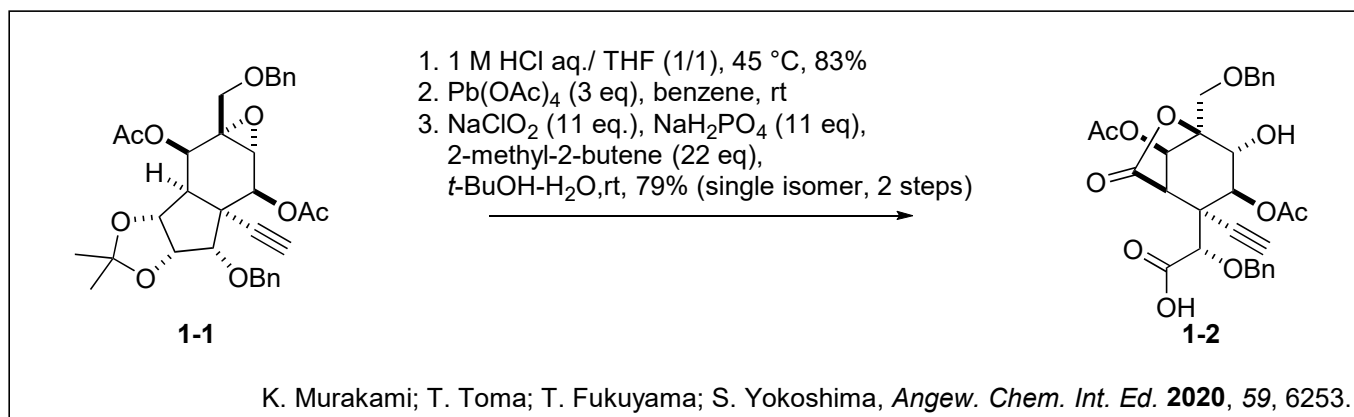 1. 1 M HCl aq./ THF (1/1), 45 °C, 83%
2. Pb(OAc)4 (3 eq), benzene, rt
3. NaClO2 (11 eq.), NaH2PO4 (11 eq),
2-methyl-2-butene (22 eq),
t-BuOH-H2O,rt, 79% (single isomer, 2 steps)
OBn
AcO
O
H
OAc
O
O
OBn
1-1
OBn
O
AcO
OH
O
OAc
O
OBn
OH
1-2
K. Murakami; T. Toma; T. Fukuyama; S. Yokoshima, Angew. Chem. Int. Ed. 2020, 59, 6253.